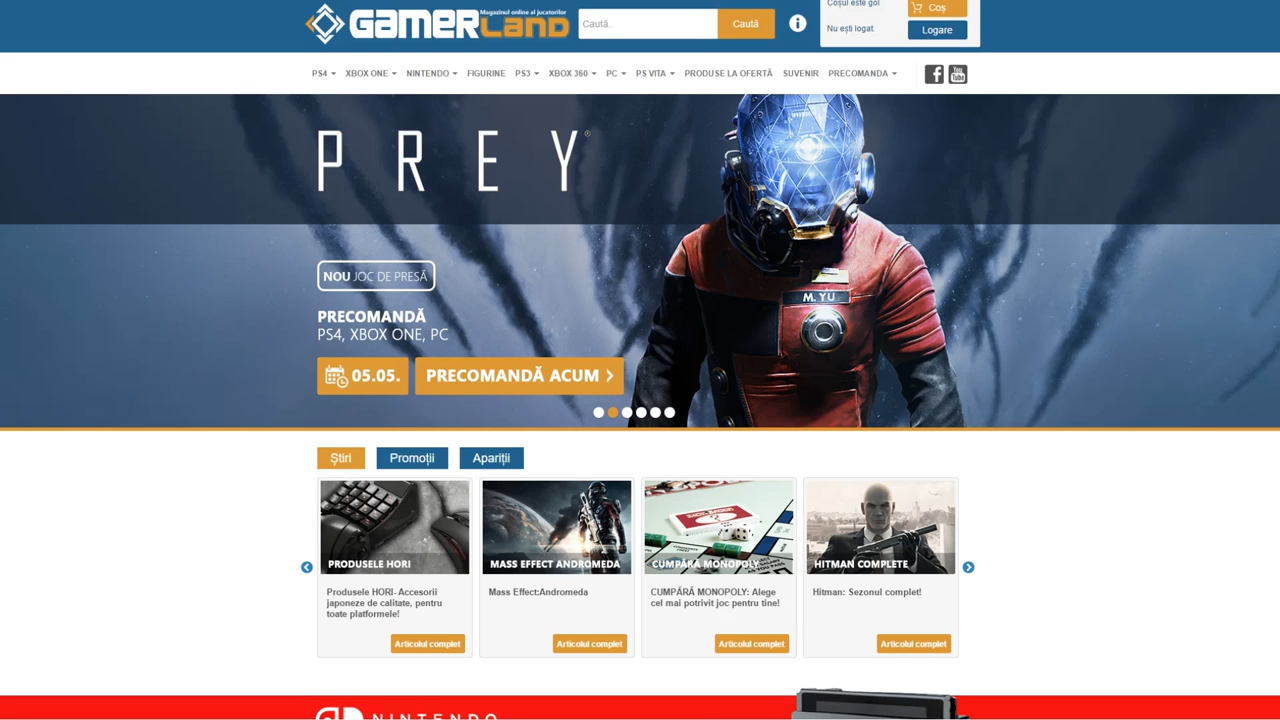 Magazinul online al jucatorilor
GAMERLAND
Caută..
Caută
Coșul este gol
Coș
Nu ești logat.
Logare
PS4
XBOX ONE
NINTENDO
FIGURINE
PS3
XBOX 360
PC
PS VITA
PRODUSE LA OFERTĂ
SUVENIR
PRECOMANDA
You
Tube
PREY®
NOU JOC DE PRESĂ
PRECOMANDĂ
PS4, XBOX ONE, PC
05.05.
PRECOMANDĂ ACUM
M. YU
Știri
Promoții
Apariții
PRODUSELE HORI
Produsele HORI- Accesorii
japoneze de calitate, pentru
toate platformele!
Articolul complet
MASS EFFECT ANDROMEDA
Mass Effect:Andromeda
Articolul complet
CUMPĂRĂ MONOPOLY
CUMPĂRĂ MONOPOLY: Alege
cel mai potrivit joc pentru tine!
Articolul complet
HITMAN COMPLETE
Hitman: Sezonul complet!
Articolul complet
NINTENDO